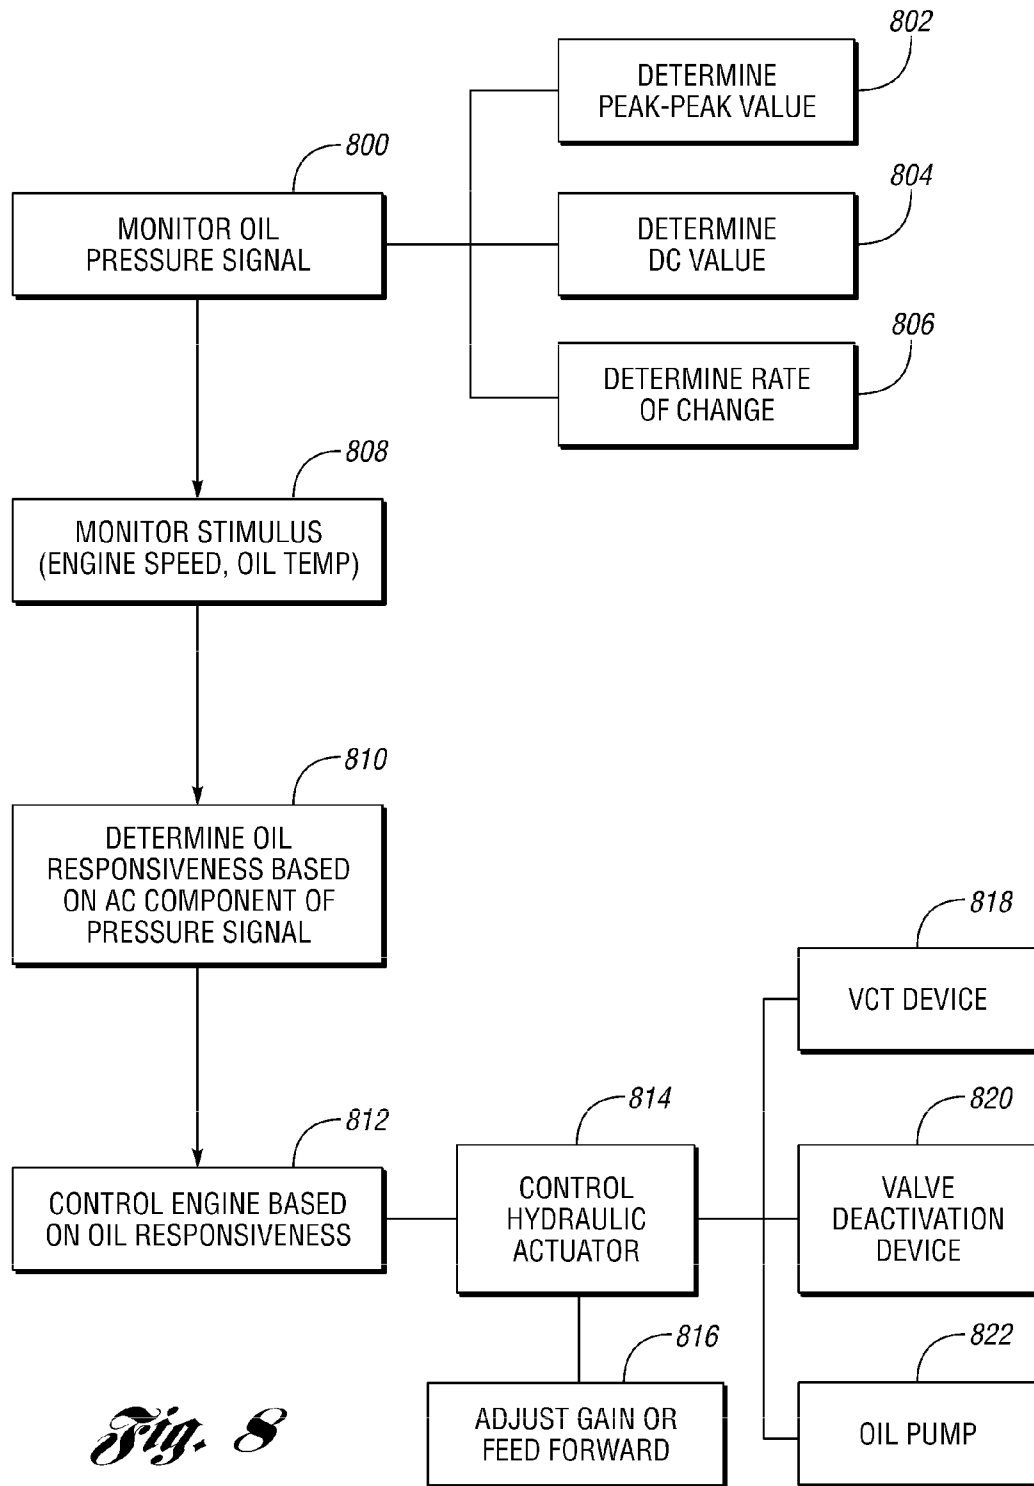 802
DETERMINE
PEAK-PEAK VALUE
800
MONITOR OIL
PRESSURE SIGNAL
804
DETERMINE
DC VALUE
806
DETERMINE RATE
OF CHANGE
808
MONITOR STIMULUS
(ENGINE SPEED, OIL TEMP)
810
DETERMINE OIL
RESPONSIVENESS BASED
ON AC COMPONENT OF
PRESSURE SIGNAL
812
CONTROL ENGINE BASED
ON OIL RESPONSIVENESS
814
CONTROL
HYDRAULIC
ACTUATOR
816
ADJUST GAIN OR
FEED FORWARD
818
VCT DEVICE
820
VALVE
DEACTIVATION
DEVICE
822
OIL PUMP
Fig. 8